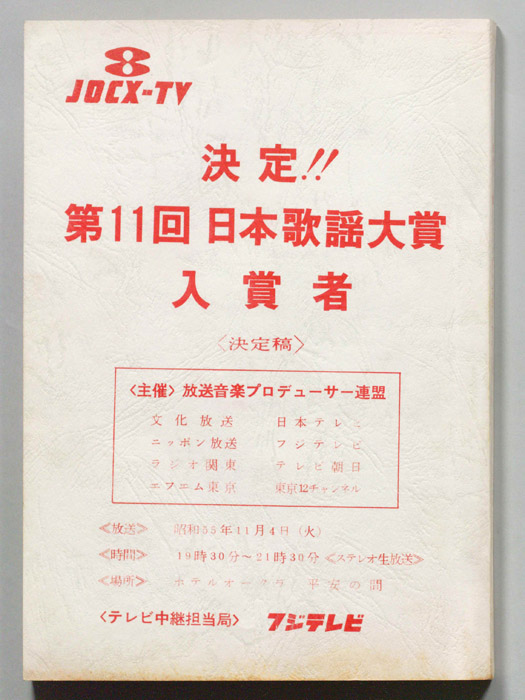 8
JOCX-TV
決定!!
第11回 日本歌謡大賞
入賞者
〈決定稿〉
〈主催〉放送音楽プロデューサー連盟
文化放送 日本テレビ
ニッポン放送 フジテレビ
ラジオ関東 テレビ朝日
エフエム東京 東京12チャンネル
≪放送≫ 昭和55年11月4日(火)
≪時間≫ 19時30分〜21時30分≪ステレオ生放送≫
≪場所≫ ホテルオークラ 平安の間
〈テレビ中継担当局〉 フジテレビ